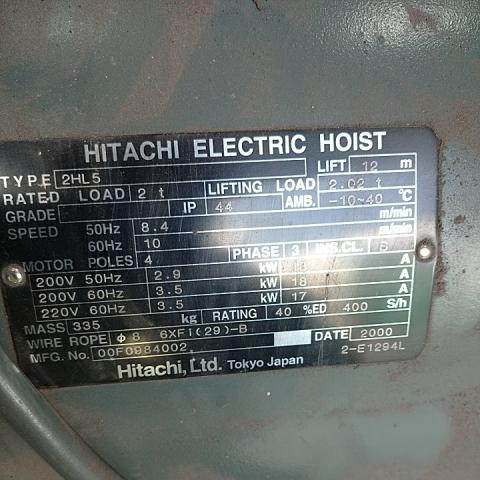 HITACHI ELECTRIC HOIST
TYPE 2HL5 LIFT 12 m
RATED LOAD 2 t LIFTING LOAD 2.02 t
GRADE IP 44 AMB. -10~40 °C
SPEED 50Hz 8.4 m/min
60Hz 10 m/min
MOTOR POLES 4 PHASE 3 INS.CL.
200V 50Hz 2.9 kW A
200V 60Hz 3.5 kW 18 A
220V 60Hz 3.5 kW 17 A
MASS 335 kg RATING 40 %ED 400 S/h
WIRE ROPE φ8 6XFi(29)-B
MFG. No. 00F0984002 DATE 2000
Hitachi, Ltd. Tokyo Japan 2-E1294L